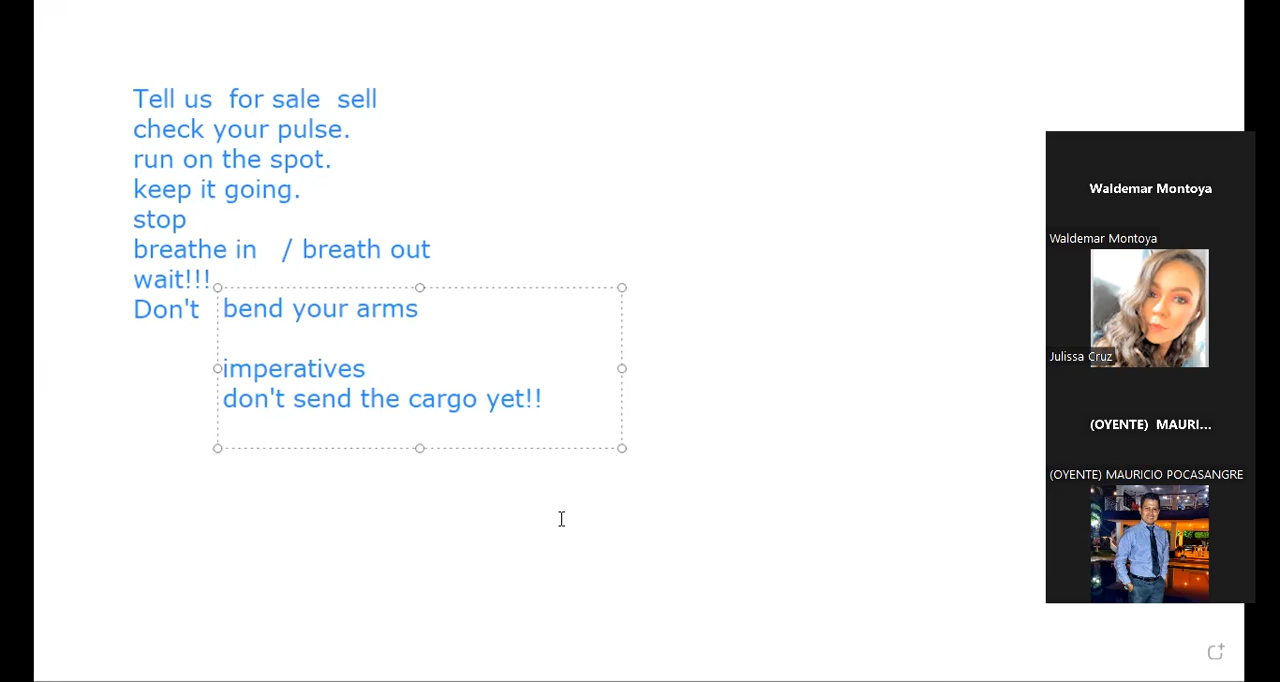 Tell us  for sale  sell
check your pulse.
run on the spot.
keep it going.
stop
breathe in   / breath out
wait!!!
Don't  bend your arms
imperatives
don't send the cargo yet!!
Waldemar Montoya
Waldemar Montoya
Julissa Cruz
(OYENTE)  MAURI...
(OYENTE) MAURICIO POCASANGRE